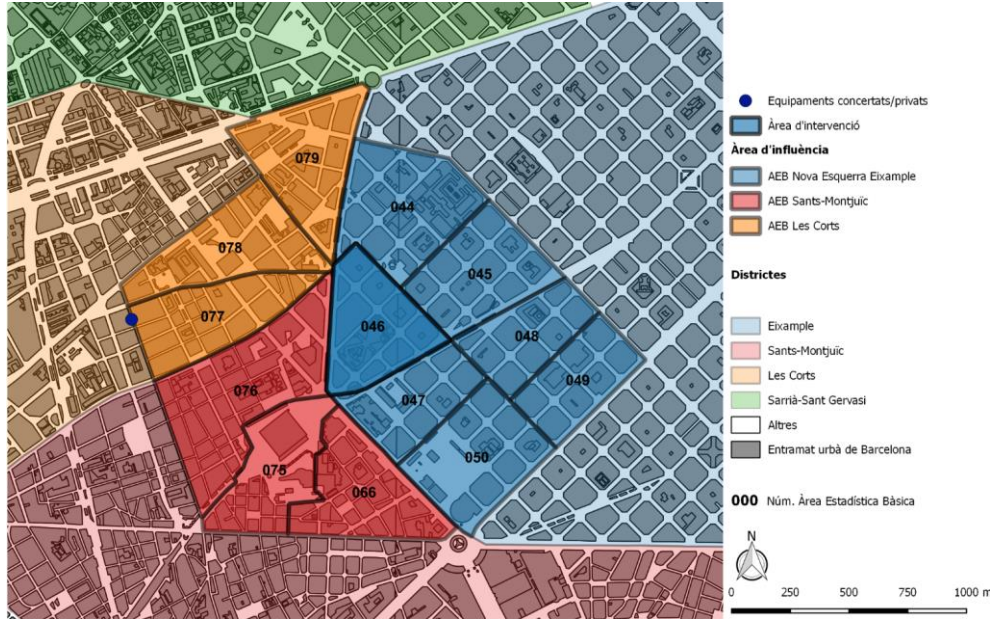 079
044
078
045
077
046
048
076
047
049
050
075
066
Equipaments concertats/privats
Àrea d'intervenció
Àrea d'influència
AEB Nova Esquerra Eixample
AEB Sants-Montjuïc
AEB Les Corts
Districtes
Eixample
Sants-Montjuïc
Les Corts
Sarrià-Sant Gervasi
Altres
Entramat urbà de Barcelona
000 Núm. Àrea Estadística Bàsica
N
0 250 500 750 1000 m